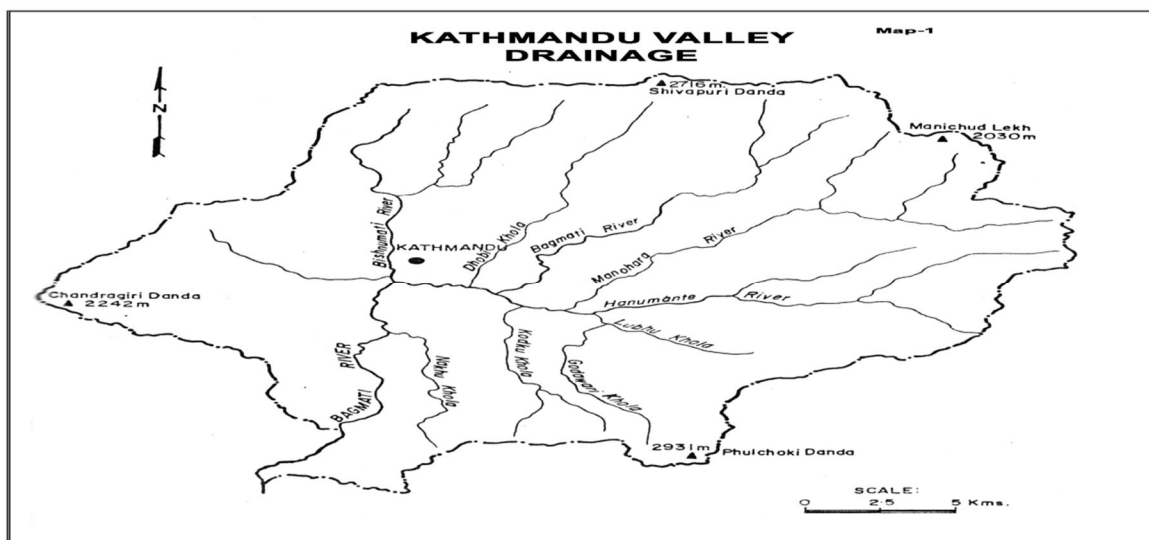 KATHMANDU VALLEY
DRAINAGE
Map-1
N
2716m.
Shivapuri Danda
Manichud Lekh
2030m
Bishnumati River
KATHMANDU
Dhobi Khola
Bagmati River
Manohara River
Chandragiri Danda
2242m
Hanumante River
Lubhu Khola
BAGMATI RIVER
Nakhu Khola
Kodku Khola
Godawari Khola
2931m
Phulchoki Danda
SCALE:
0 2.5 5 Kms.